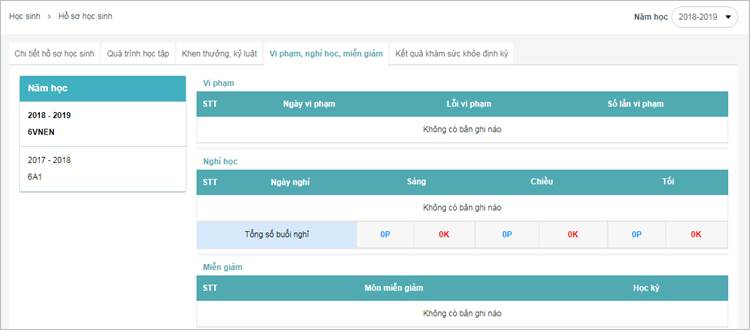 Học sinh > Hồ sơ học sinh
Năm học 2018-2019
Chi tiết hồ sơ học sinh Quá trình học tập Khen thưởng, kỷ luật Vi phạm, nghỉ học, miễn giảm Kết quả khám sức khỏe định kỳ
Năm học
2018 - 2019
6VNEN
2017 - 2018
6A1
Vi phạm
STT Ngày vi phạm Lỗi vi phạm Số lần vi phạm
Không có bản ghi nào
Nghỉ học
STT Ngày nghỉ Sáng Chiều Tối
Không có bản ghi nào
Tổng số buổi nghỉ 0P 0K 0P 0K 0P 0K
Miễn giảm
STT Môn miễn giảm Học kỳ
Không có bản ghi nào